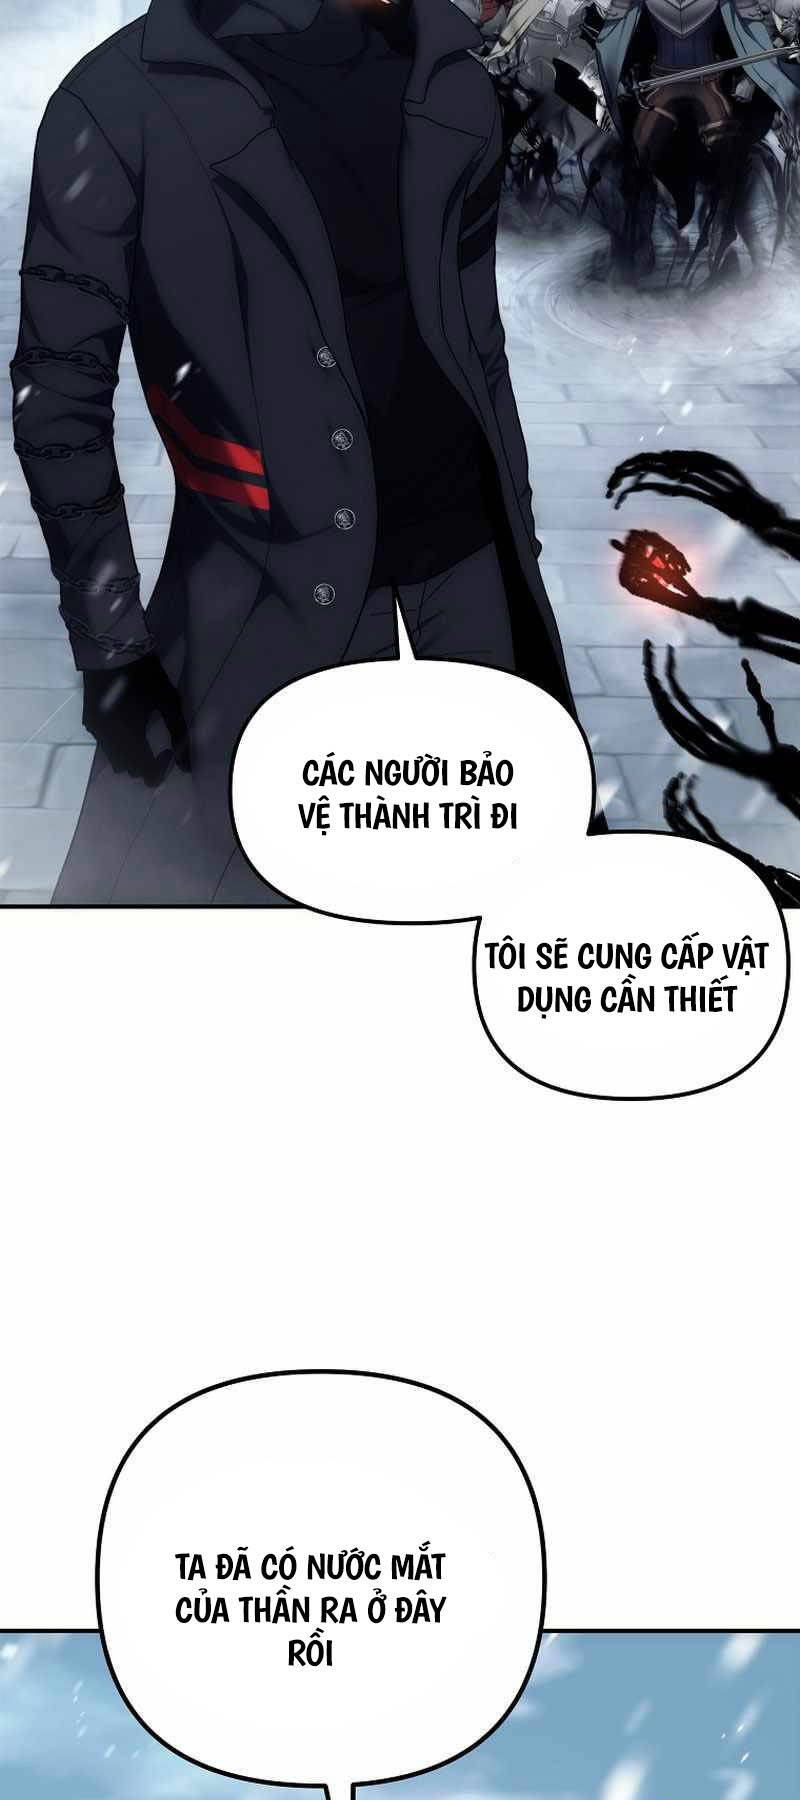 CÁC NGƯỜI BẢO
VỆ THÀNH TRÌ ĐI
TÔI SẼ CUNG CẤP VẬT
DỤNG CẦN THIẾT
TA ĐÃ CÓ NƯỚC MẮT
CỦA THẦN RA Ở ĐÂY
RỒI